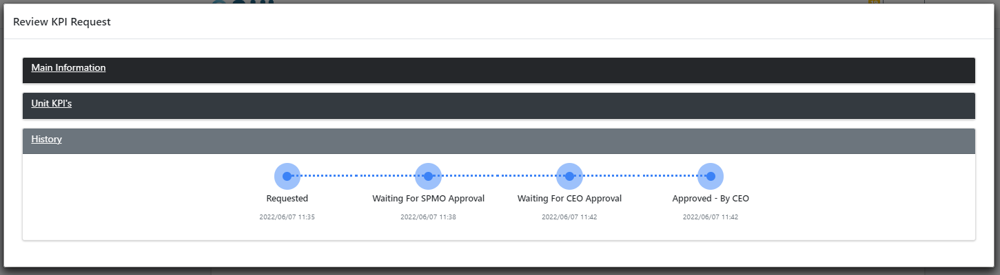 Review KPI Request
Main Information
Unit KPI's
History
Requested
Waiting For SPMO Approval
Waiting For CEO Approval
Approved - By CEO
2022/06/07 11:35
2022/06/07 11:38
2022/06/07 11:42
2022/06/07 11:42